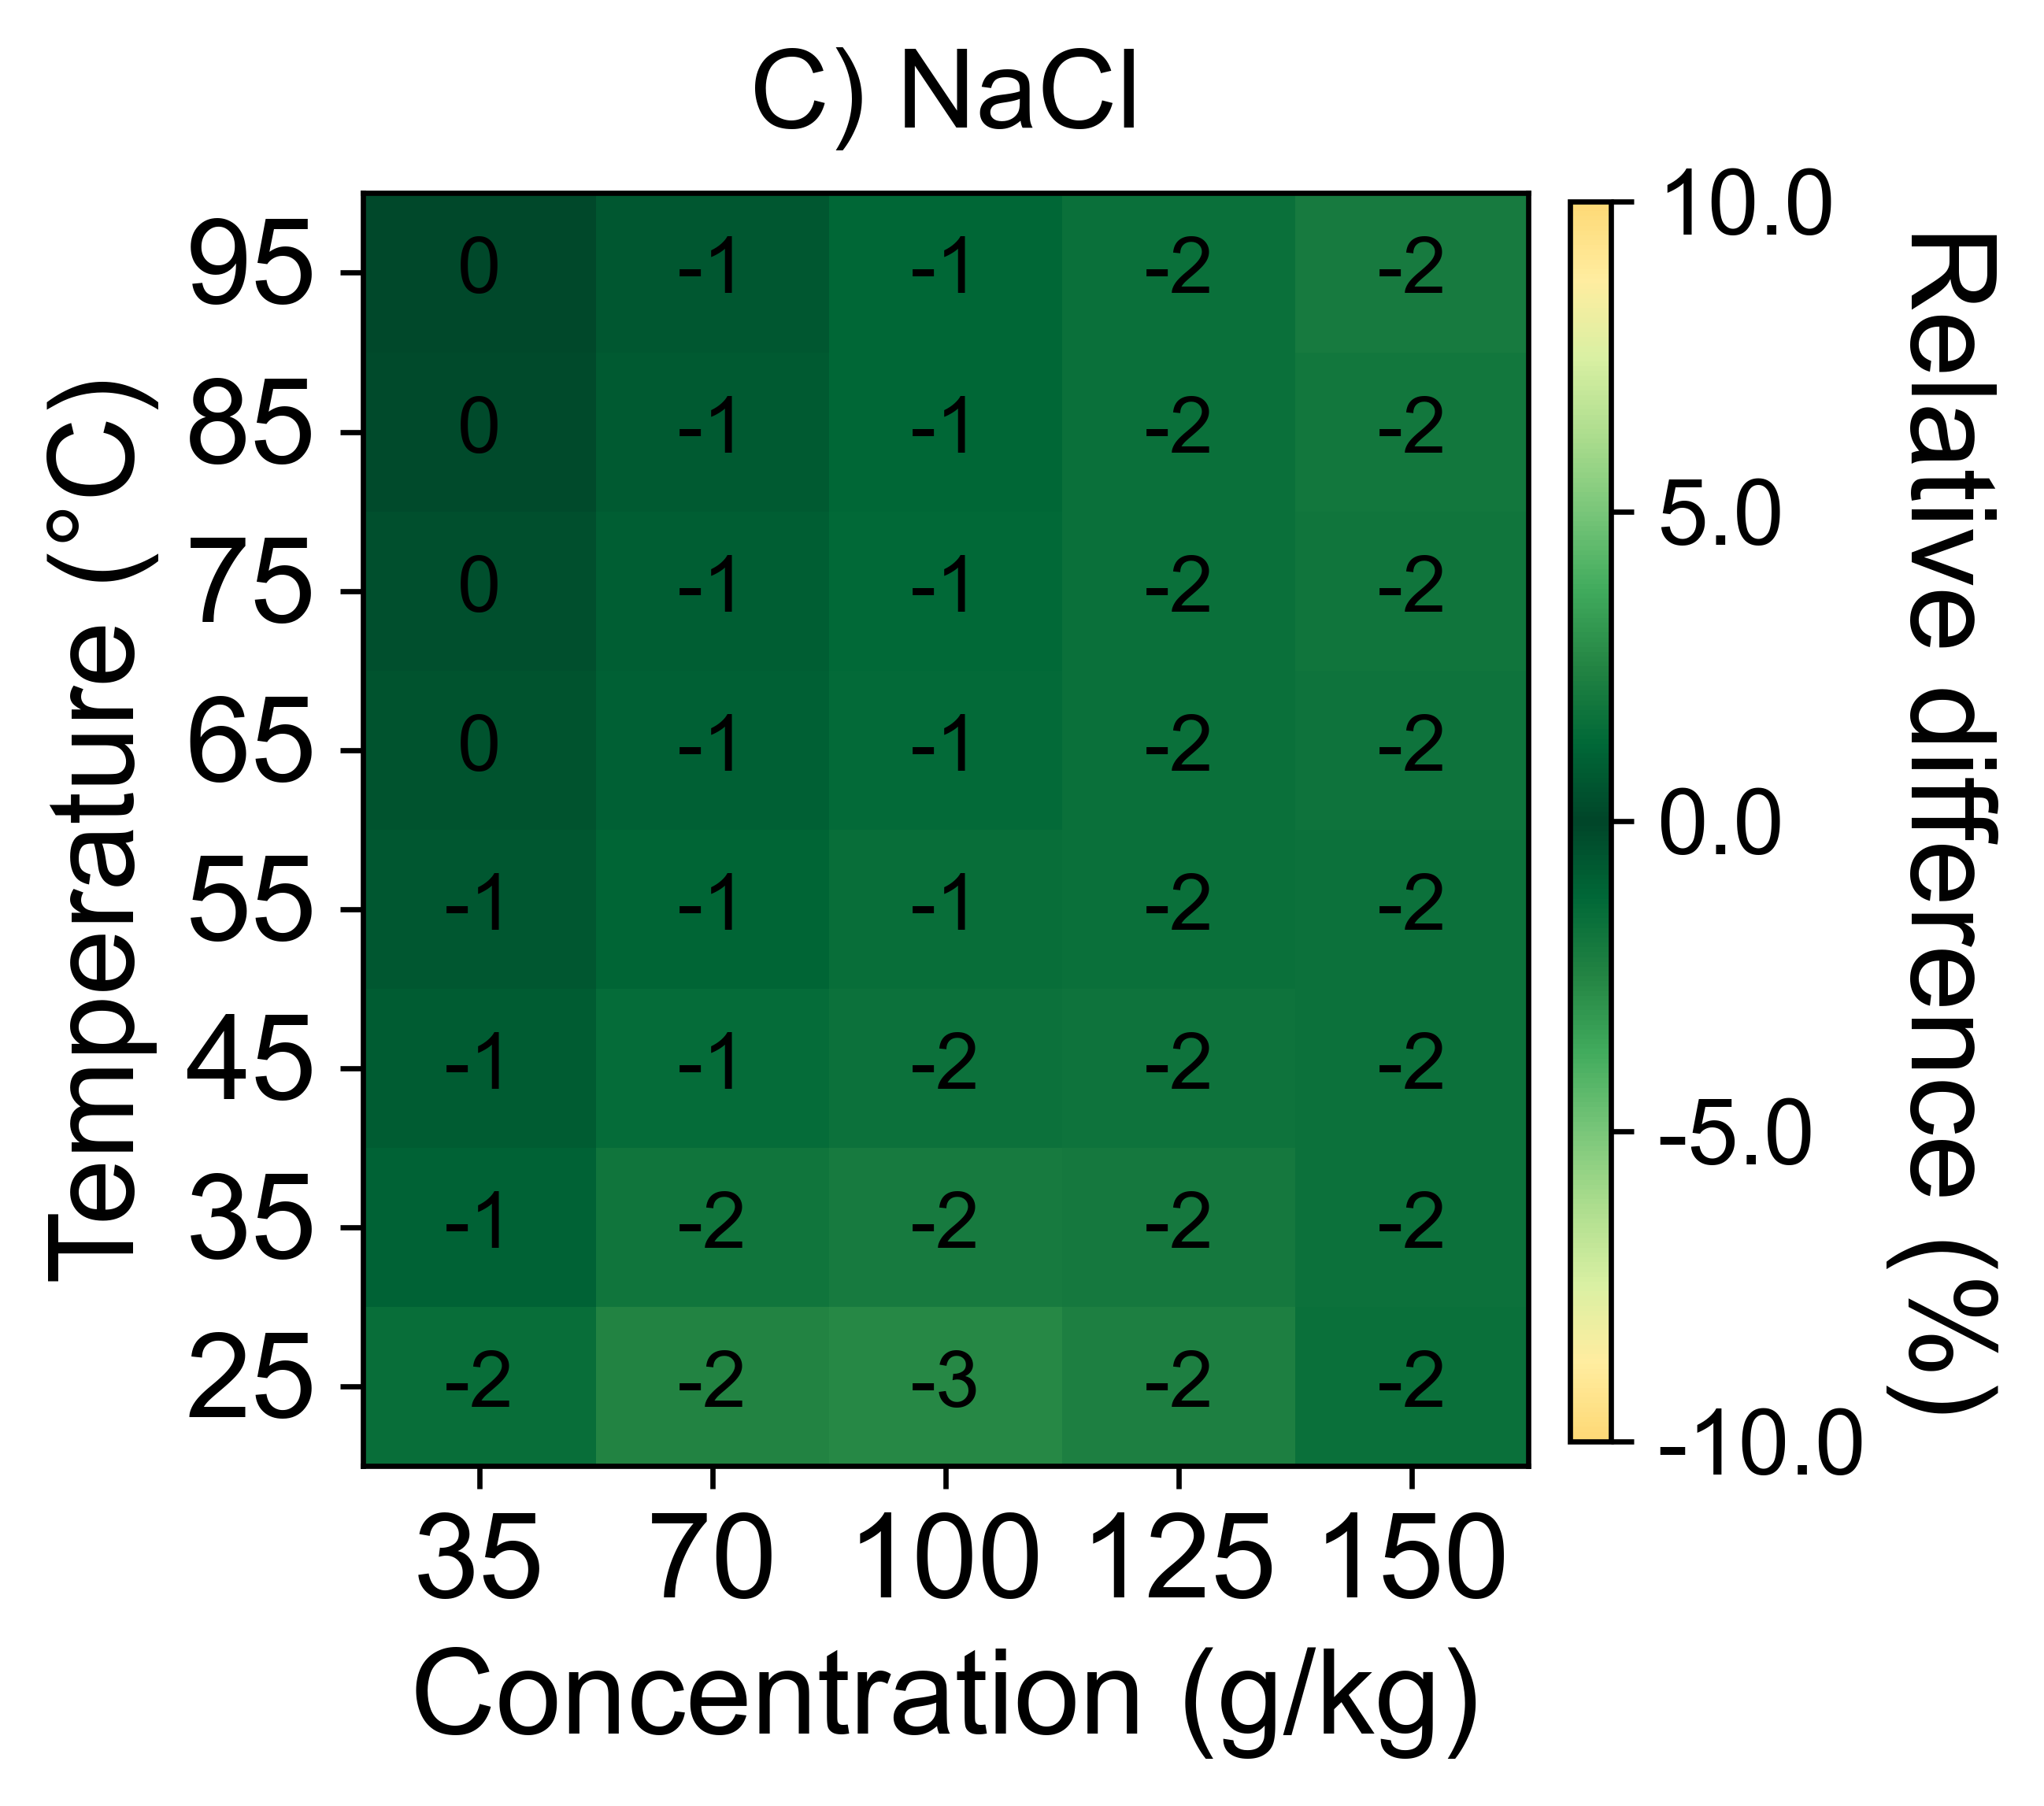 C) NaCl
95 0 -1 -1 -2 -2
85 0 -1 -1 -2 -2
75 0 -1 -1 -2 -2
65 0 -1 -1 -2 -2
55 -1 -1 -1 -2 -2
45 -1 -1 -2 -2 -2
35 -1 -2 -2 -2 -2
25 -2 -2 -3 -2 -2
35 70 100 125 150
Concentration (g/kg)
Temperature (°C)
10.0
5.0
0.0
-5.0
-10.0
Relative difference (%)